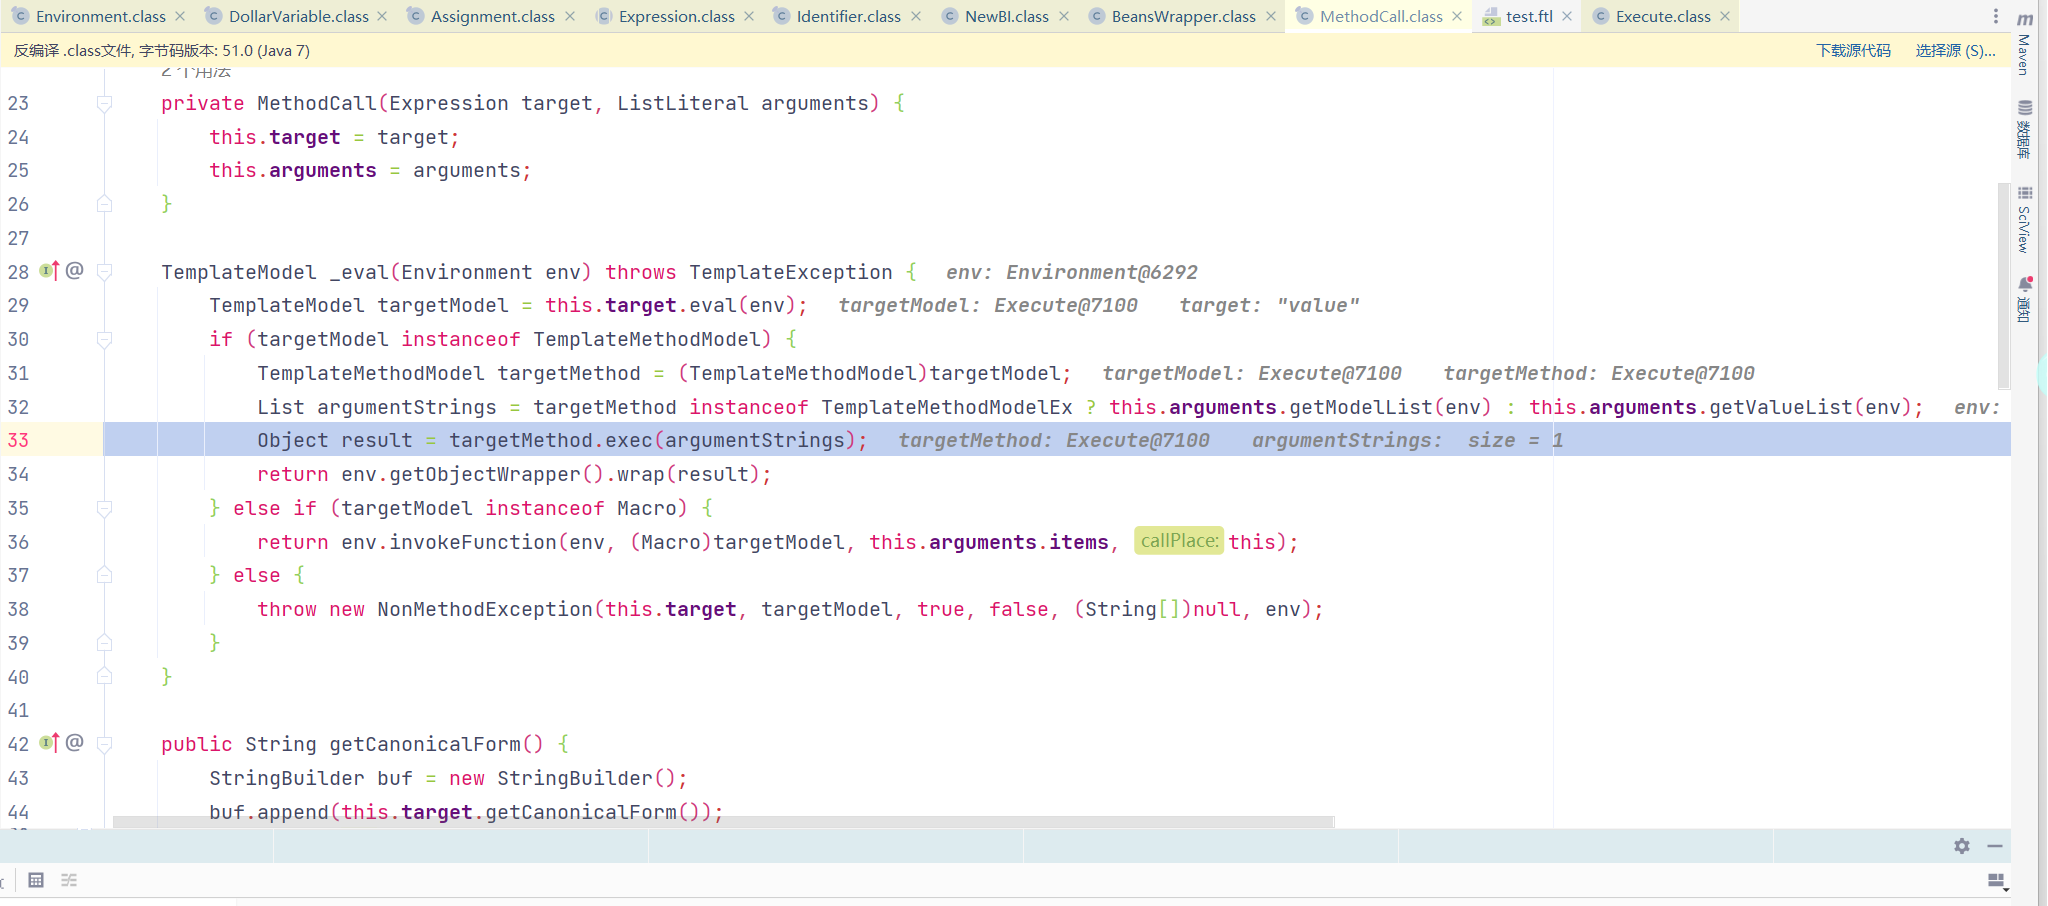 Environment.class DollarVariable.class Assignment.class Expression.class Identifier.class NewBI.class BeansWrapper.class MethodCall.class test.ftl Execute.class
反编译 .class文件, 字节码版本: 51.0 (Java 7) 下载源代码 选择源 (S)...
2 个用法
23 private MethodCall(Expression target, ListLiteral arguments) {
24 this.target = target;
25 this.arguments = arguments;
26 }
27
28 TemplateModel _eval(Environment env) throws TemplateException { env: Environment@6292
29 TemplateModel targetModel = this.target.eval(env); targetModel: Execute@7100 target: "value"
30 if (targetModel instanceof TemplateMethodModel) {
31 TemplateMethodModel targetMethod = (TemplateMethodModel)targetModel; targetModel: Execute@7100 targetMethod: Execute@7100
32 List argumentStrings = targetMethod instanceof TemplateMethodModelEx ? this.arguments.getModelList(env) : this.arguments.getValueList(env); env:
33 Object result = targetMethod.exec(argumentStrings); targetMethod: Execute@7100 argumentStrings: size = 1
34 return env.getObjectWrapper().wrap(result);
35 } else if (targetModel instanceof Macro) {
36 return env.invokeFunction(env, (Macro)targetModel, this.arguments.items, callPlace: this);
37 } else {
38 throw new NonMethodException(this.target, targetModel, true, false, (String[])null, env);
39 }
40 }
41
42 public String getCanonicalForm() {
43 StringBuilder buf = new StringBuilder();
44 buf.append(this.target.getCanonicalForm());
Maven
数据库
SciView
通知